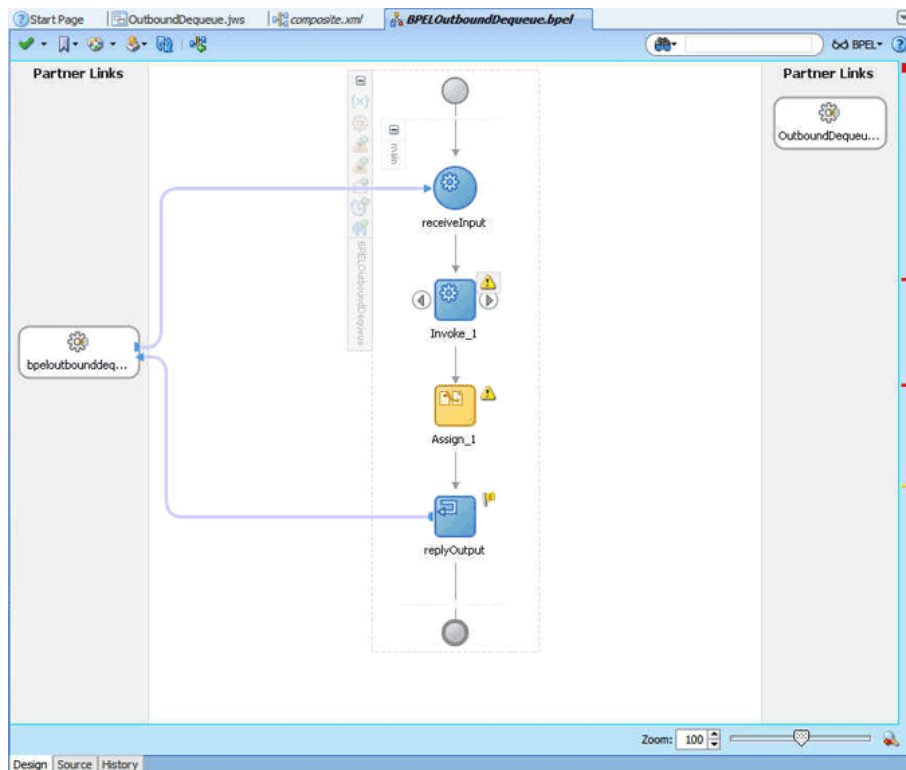 Start Page
OutboundDequeue.jws
composite.xml
BPELOutboundDequeue.bpel
BPEL
Partner Links
Partner Links
main
OutboundDequeu...
receiveInput
BPELOutboundDequeue
Invoke_1
bpeloutbounddeq...
Assign_1
replyOutput
Zoom: 100
Design Source History